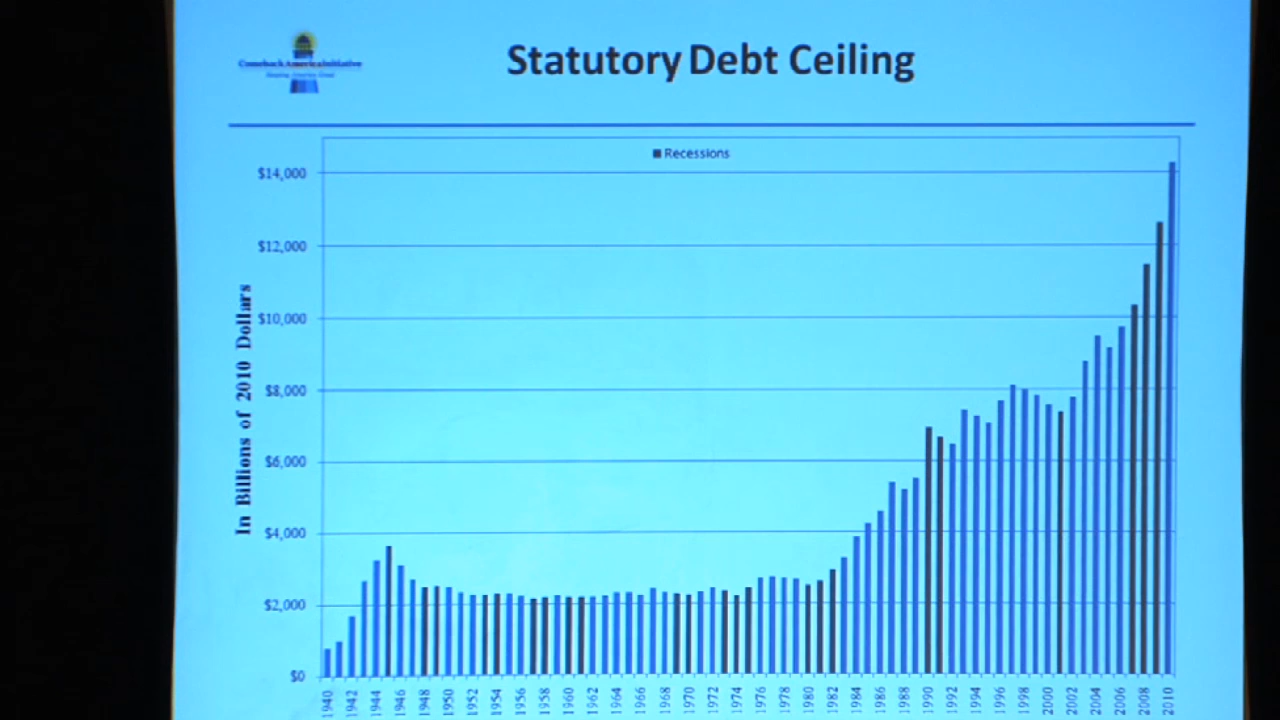 Comeback America Initiative
Statutory Debt Ceiling
Recessions
In Billions of 2010 Dollars
$14,000
$12,000
$10,000
$8,000
$6,000
$4,000
$2,000
$0
1940 1942 1944 1946 1948 1950 1952 1954 1956 1958 1960 1962 1964 1966 1968 1970 1972 1974 1976 1978 1980 1982 1984 1986 1988 1990 1992 1994 1996 1998 2000 2002 2004 2006 2008 2010